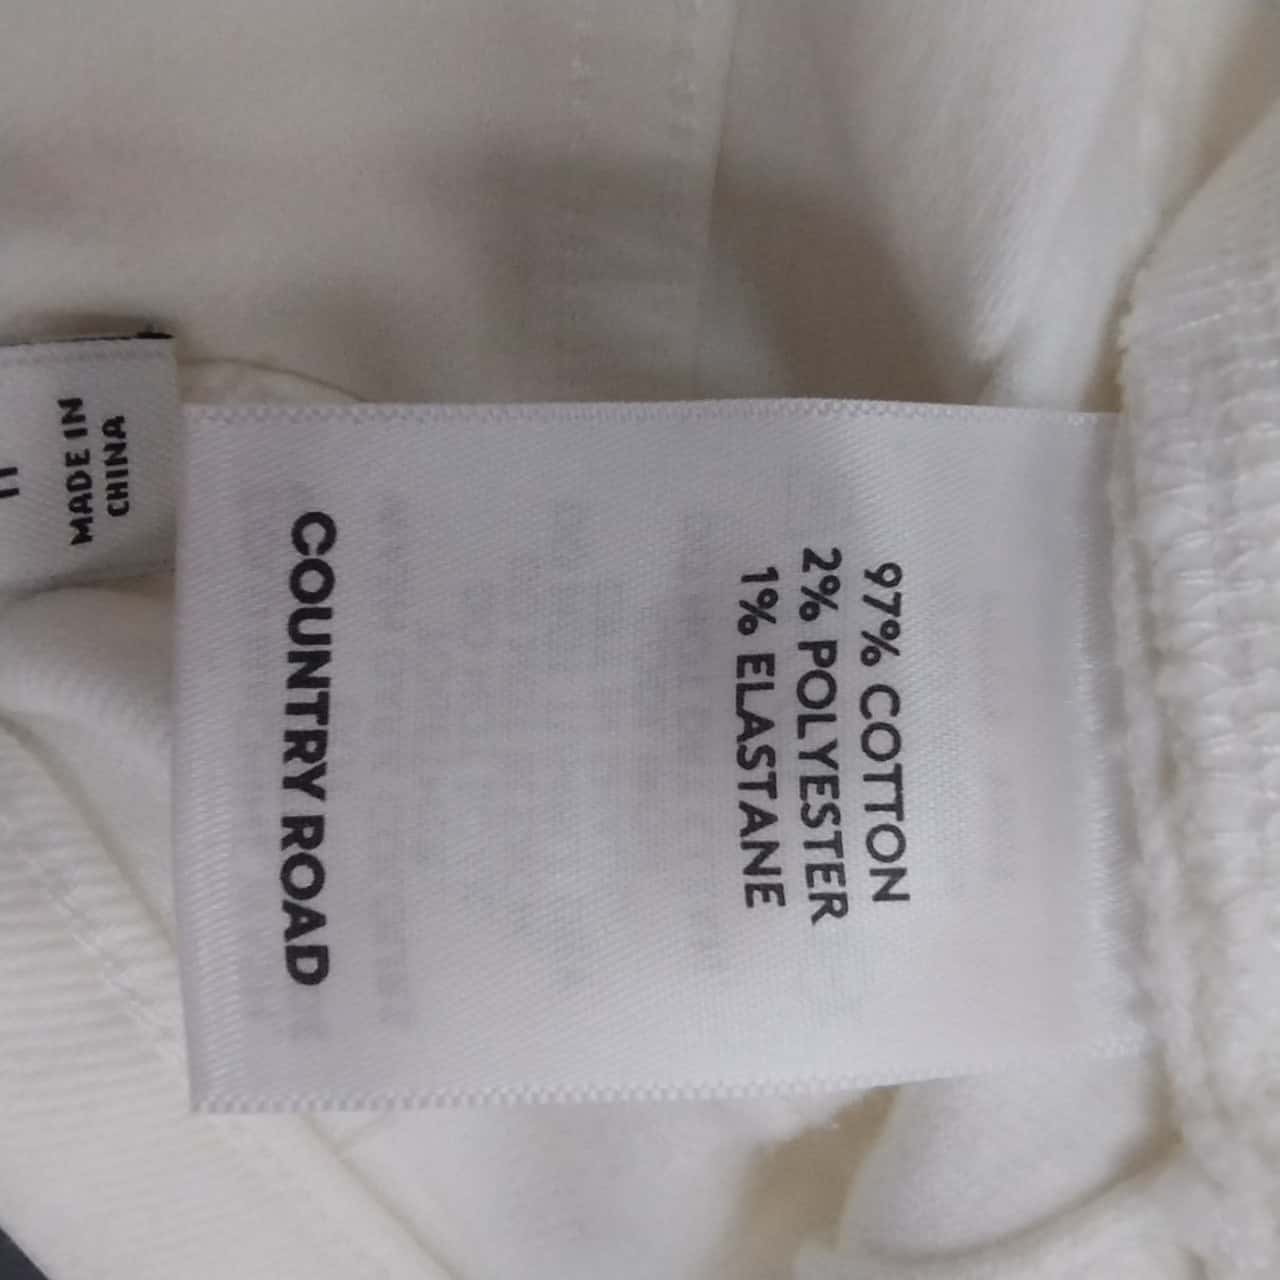 97% COTTON
2% POLYESTER
1% ELASTANE
COUNTRY ROAD
MADE IN
CHINA